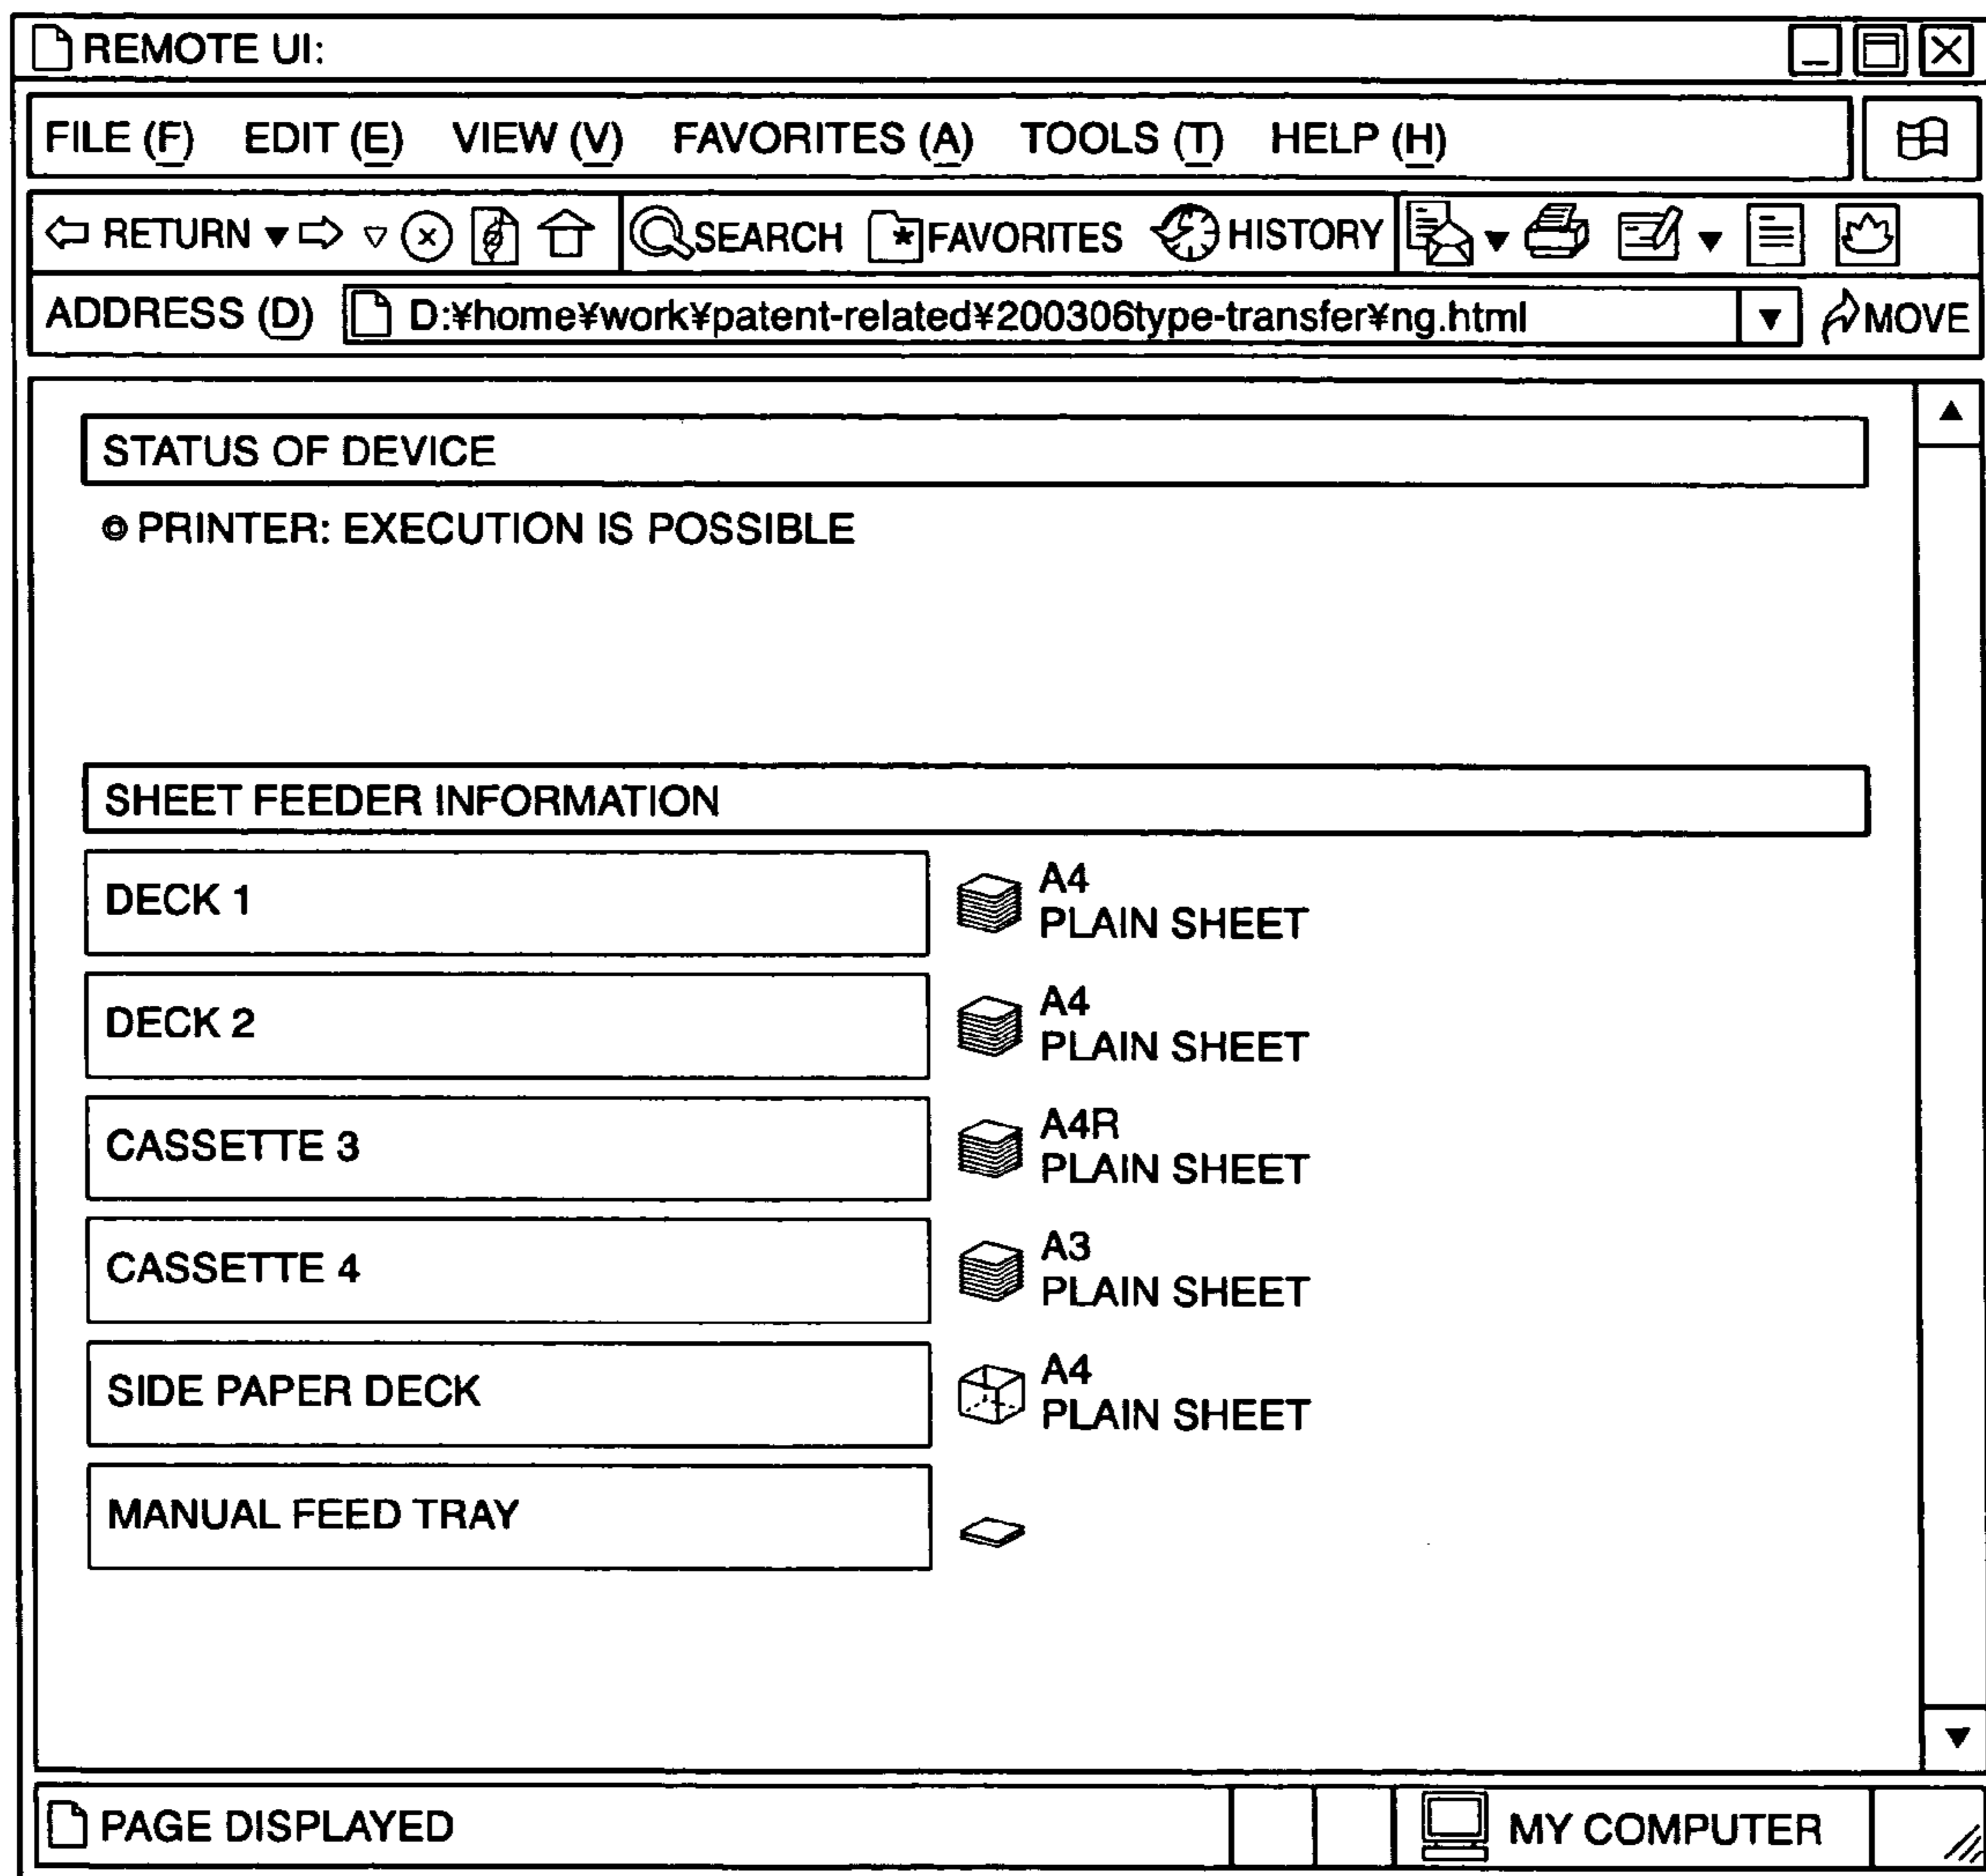 REMOTE UI:
FILE (F) EDIT (E) VIEW (V) FAVORITES (A) TOOLS (T) HELP (H)
RETURN SEARCH FAVORITES HISTORY
ADDRESS (D) D:¥home¥work¥patent-related¥200306type-transfer¥ng.html MOVE
STATUS OF DEVICE
PRINTER: EXECUTION IS POSSIBLE
SHEET FEEDER INFORMATION
DECK 1
A4
PLAIN SHEET
DECK 2
A4
PLAIN SHEET
CASSETTE 3
A4R
PLAIN SHEET
CASSETTE 4
A3
PLAIN SHEET
SIDE PAPER DECK
A4
PLAIN SHEET
MANUAL FEED TRAY
PAGE DISPLAYED MY COMPUTER